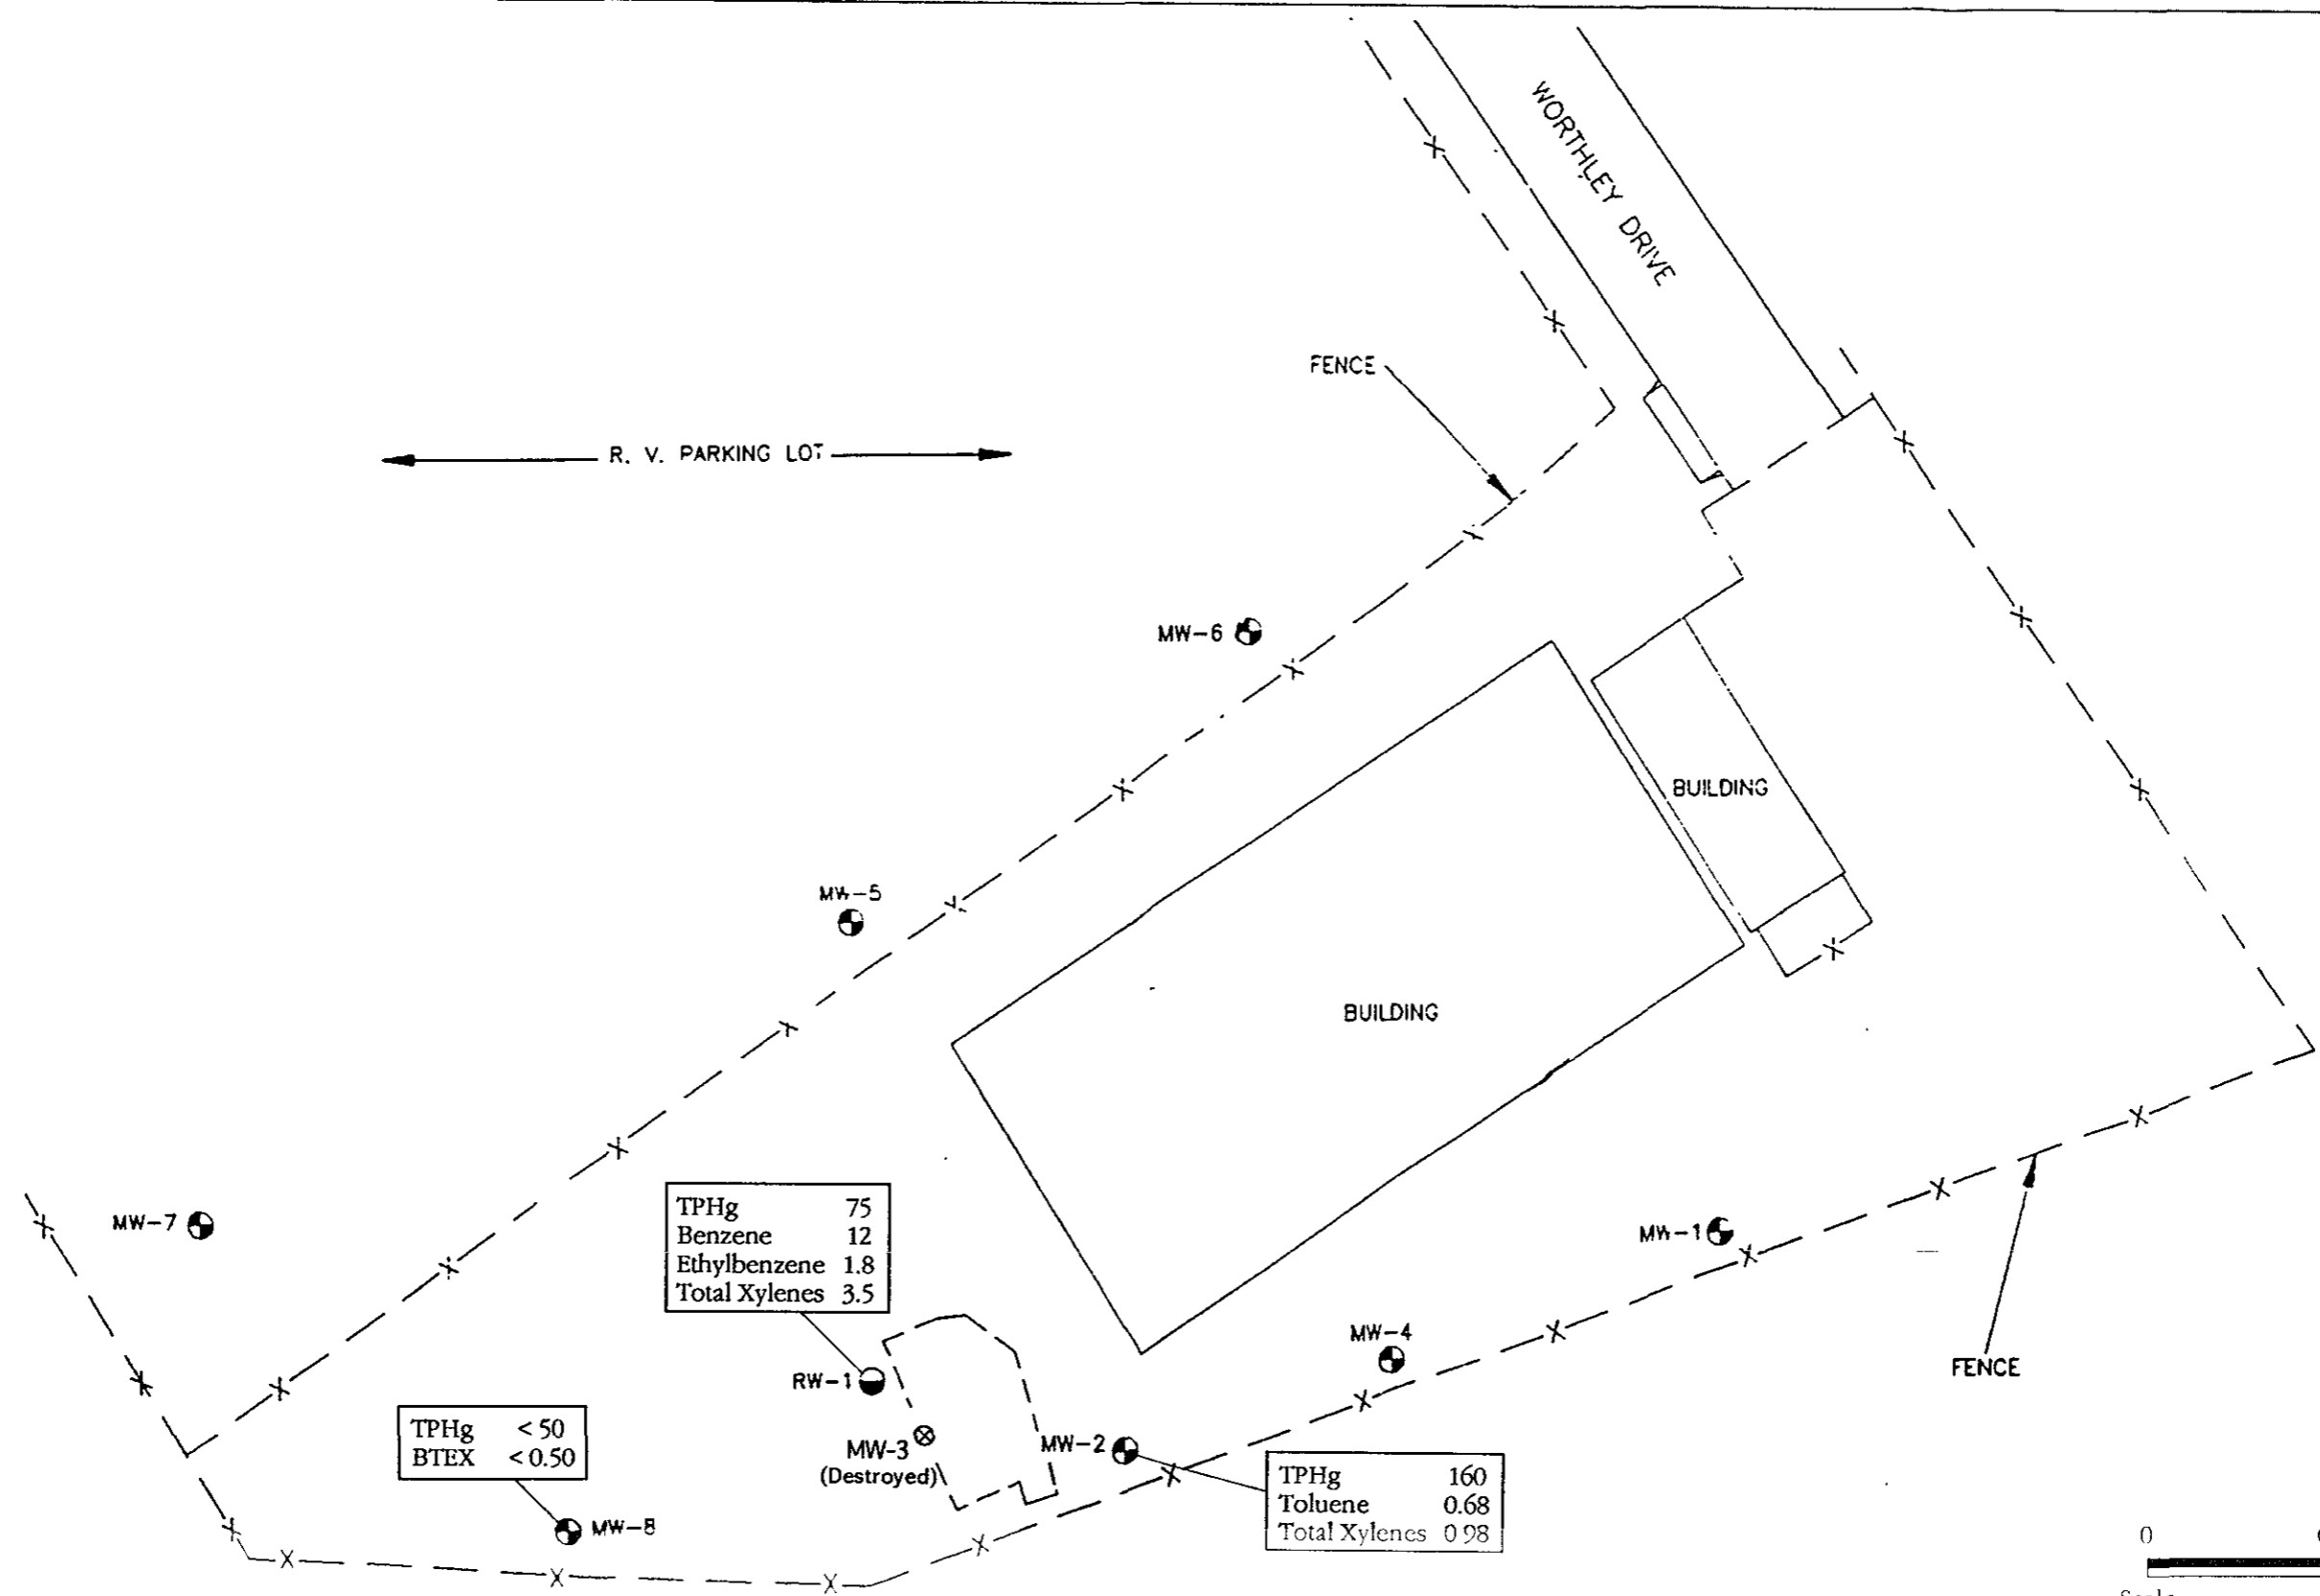 WORTHLEY DRIVE
FENCE
R. V. PARKING LOT
MW-6
BUILDING
MW-5
BUILDING
MW-7
TPHg 75
Benzene 12
Ethylbenzene 1.8
Total Xylenes 3.5
MW-1
MW-4
FENCE
RW-1
MW-3
(Destroyed)
MW-2
TPHg <50
BTEX <0.50
MW-8
TPHg 160
Toluene 0.68
Total Xylenes 0.98
0